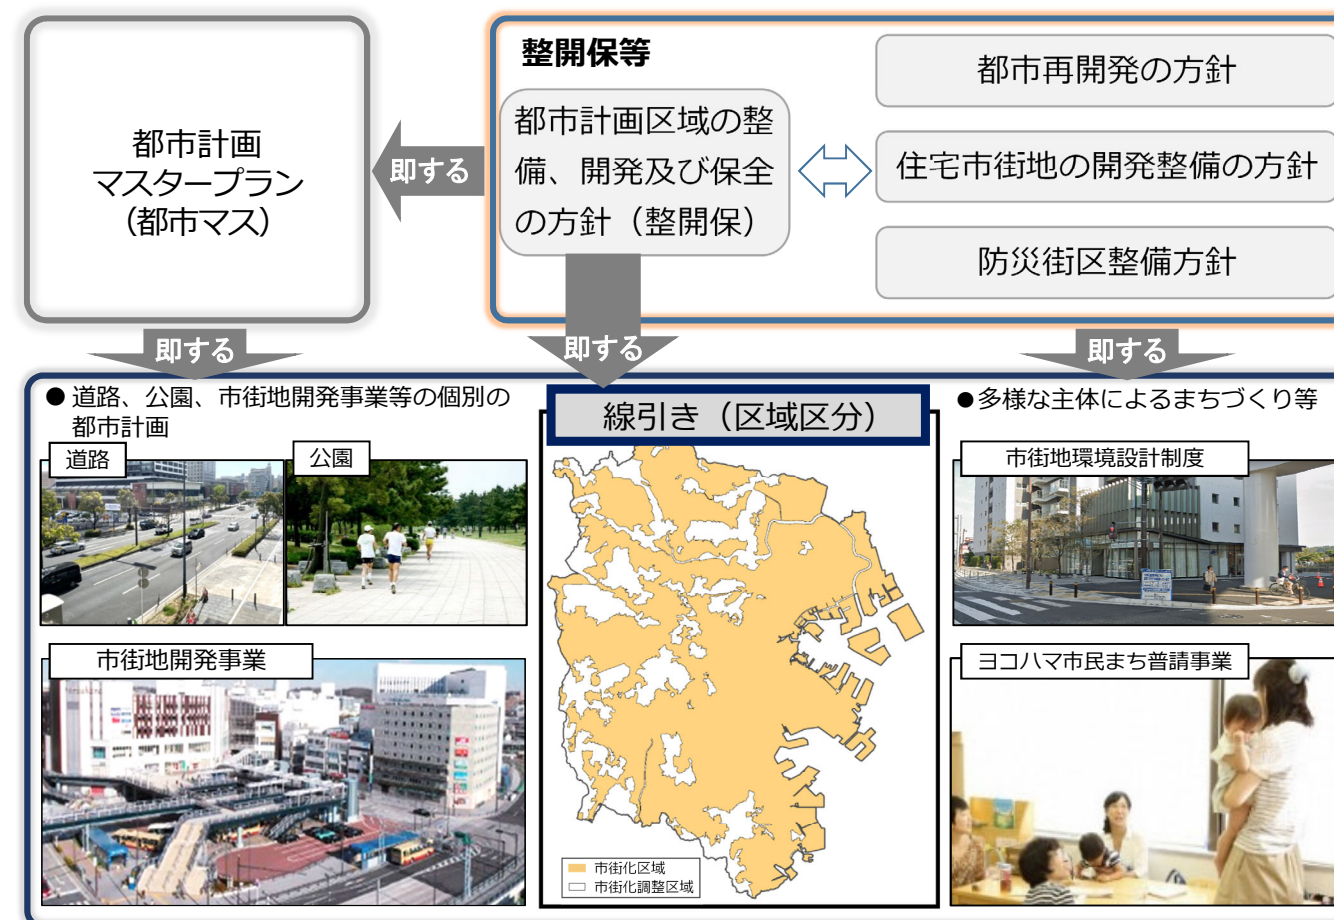 整開保等
都市計画
マスタープラン
（都市マス）
即する
都市計画区域の整
備、開発及び保全
の方針（整開保）
都市再開発の方針
住宅市街地の開発整備の方針
防災街区整備方針
即する
即する
即する
● 道路、公園、市街地開発事業等の個別の
都市計画
道路
公園
市街地開発事業
線引き（区域区分）
市街化区域
市街化調整区域
●多様な主体によるまちづくり等
市街地環境設計制度
ヨコハマ市民まち普請事業